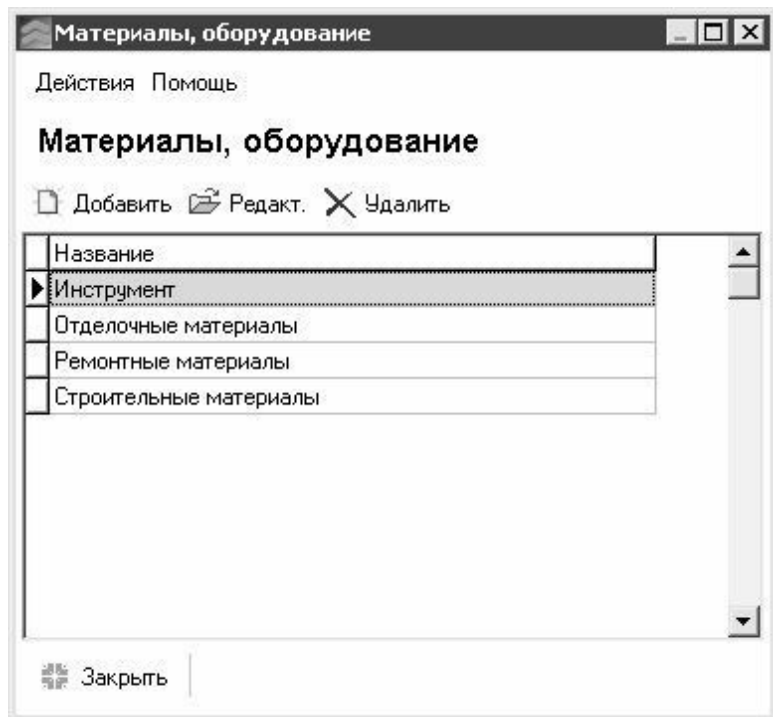 Материалы, оборудование
Действия Помощь
Материалы, оборудование
Добавить Редакт. Удалить
Название
Инструмент
Отделочные материалы
Ремонтные материалы
Строительные материалы
Закрыть